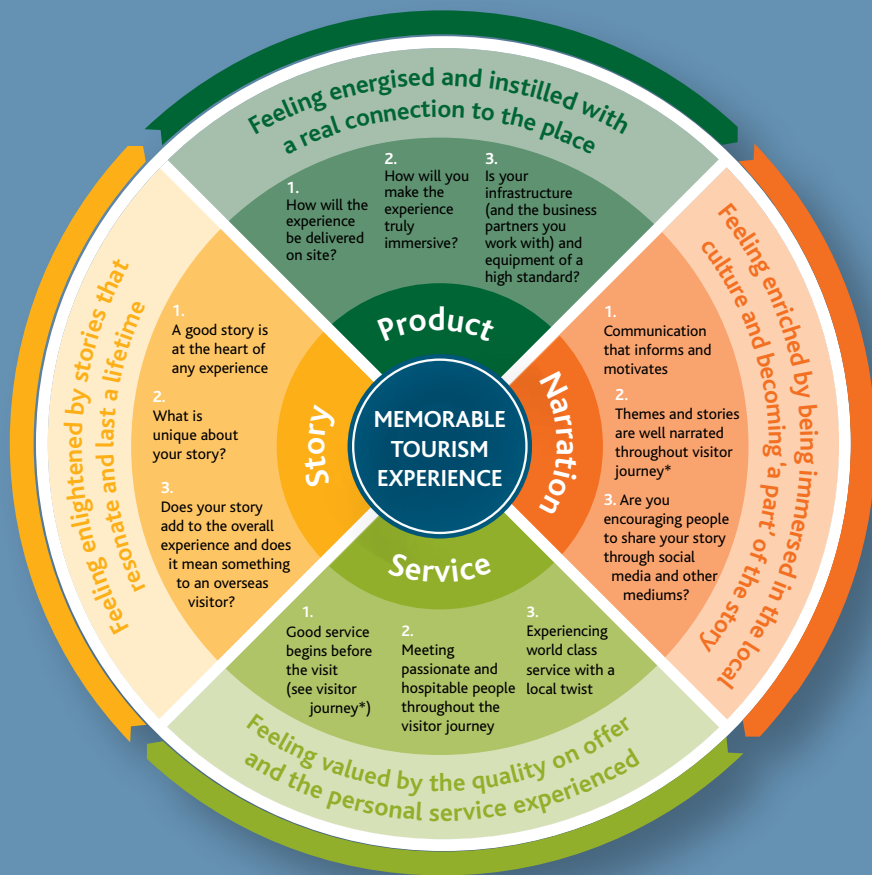 Feeling energised and instilled with
a real connection to the place
1.
How will the
experience
be delivered
on site?
2.
How will you
make the
experience
truly
immersive?
3.
Is your
infrastructure
(and the business
partners you
work with) and
equipment of a
high standard?
Product
Feeling enriched by being immersed in the local
culture and becoming 'a part' of the story
1.
Communication
that informs and
motivates
2.
Themes and stories
are well narrated
throughout visitor
journey*
3. Are you
encouraging people
to share your story
through social
media and other
mediums?
Narration
Service
1.
Good service
begins before
the visit
(see visitor
journey*)
2.
Meeting
passionate and
hospitable people
throughout the
visitor journey
3.
Experiencing
world class
service with a
local twist
Feeling valued by the quality on offer
and the personal service experienced
Feeling enlightened by stories that
resonate and last a lifetime
1.
A good story is
at the heart of
any experience
2.
What is
unique about
your story?
3.
Does your story
add to the overall
experience and does
it mean something
to an overseas
visitor?
Story
MEMORABLE
TOURISM
EXPERIENCE